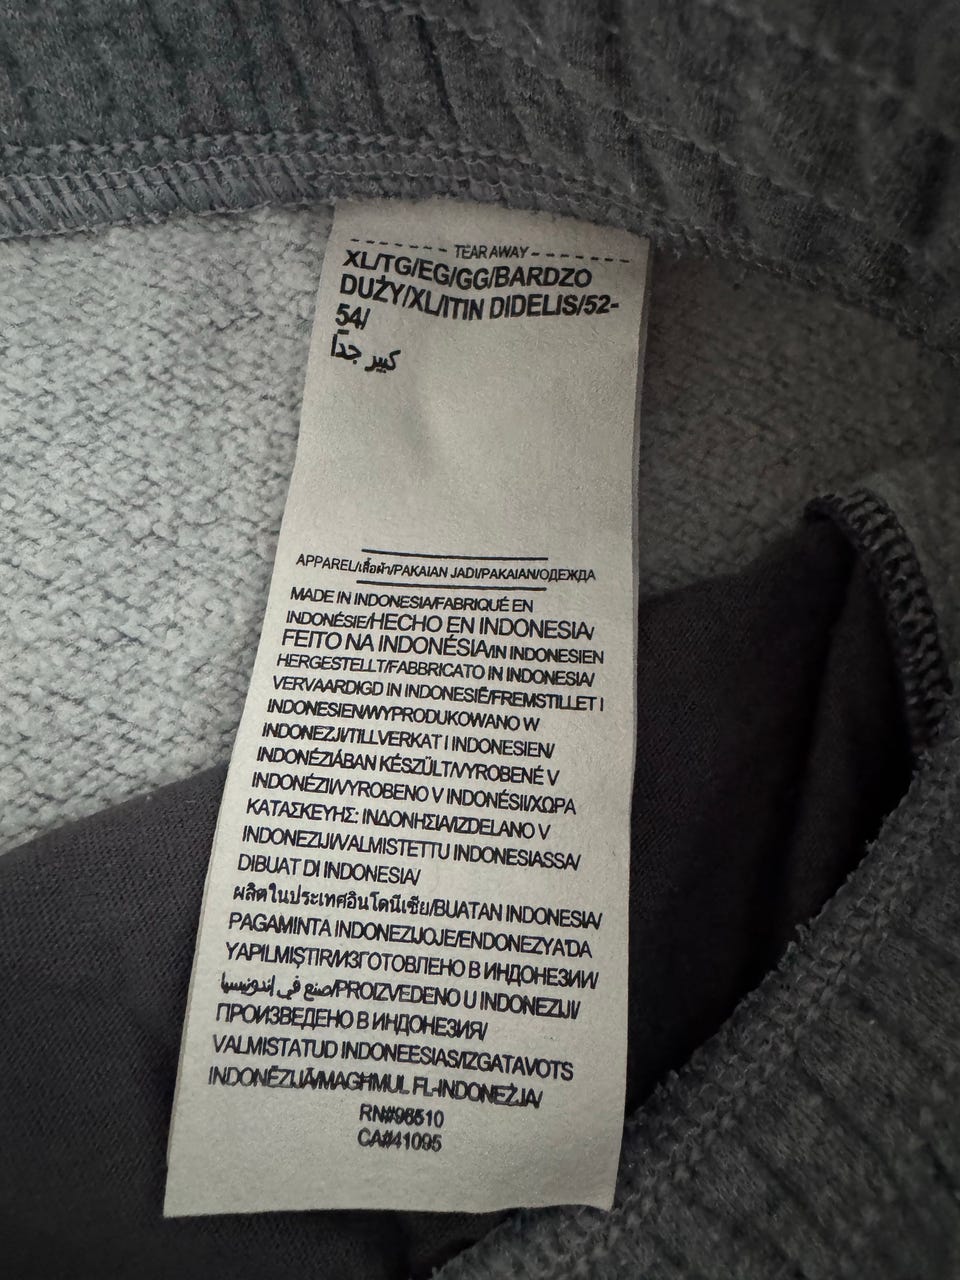 TEAR AWAY
XL/TG/EG/GG/BARDZO
DUŻY/XL/ITIN DIDELIS/52-
54/
كبير جداً
APPAREL/เสื้อผ้า/PAKAIAN JADI/PAKAIAN/ОДЕЖДА
MADE IN INDONESIA/FABRIQUÉ EN
INDONÉSIE/HECHO EN INDONESIA/
FEITO NA INDONÉSIA/IN INDONESIEN
HERGESTELLT/FABBRICATO IN INDONESIA/
VERVAARDIGD IN INDONESIË/FREMSTILLET I
INDONESIEN/WYPRODUKOWANO W
INDONEZJI/TILLVERKAT I INDONESIEN/
INDONÉZIÁBAN KÉSZÜLT/VYROBENÉ V
INDONÉZII/VYROBENO V INDONÉSII/ΧΩΡΑ
ΚΑΤΑΣΚΕΥΗΣ: ΙΝΔΟΝΗΣΙΑ/IZDELANO V
INDONEZIJI/VALMISTETTU INDONESIASSA/
DIBUAT DI INDONESIA/
ผลิตในประเทศอินโดนีเซีย/BUATAN INDONESIA/
PAGAMINTA INDONEZIJOJE/ENDONEZYA'DA
YAPILMIŞTIR/ИЗГОТОВЛЕНО В ИНДОНЕЗИИ/
صنع في إندونيسيا/PROIZVEDENO U INDONEZIJI/
ПРОИЗВЕДЕНО В ИНДОНЕЗИЯ/
VALMISTATUD INDONEESIAS/IZGATAVOTS
INDONĒZIJĀ/MAGĦMUL FL-INDONEŻJA/
RN#96510
CA#41095